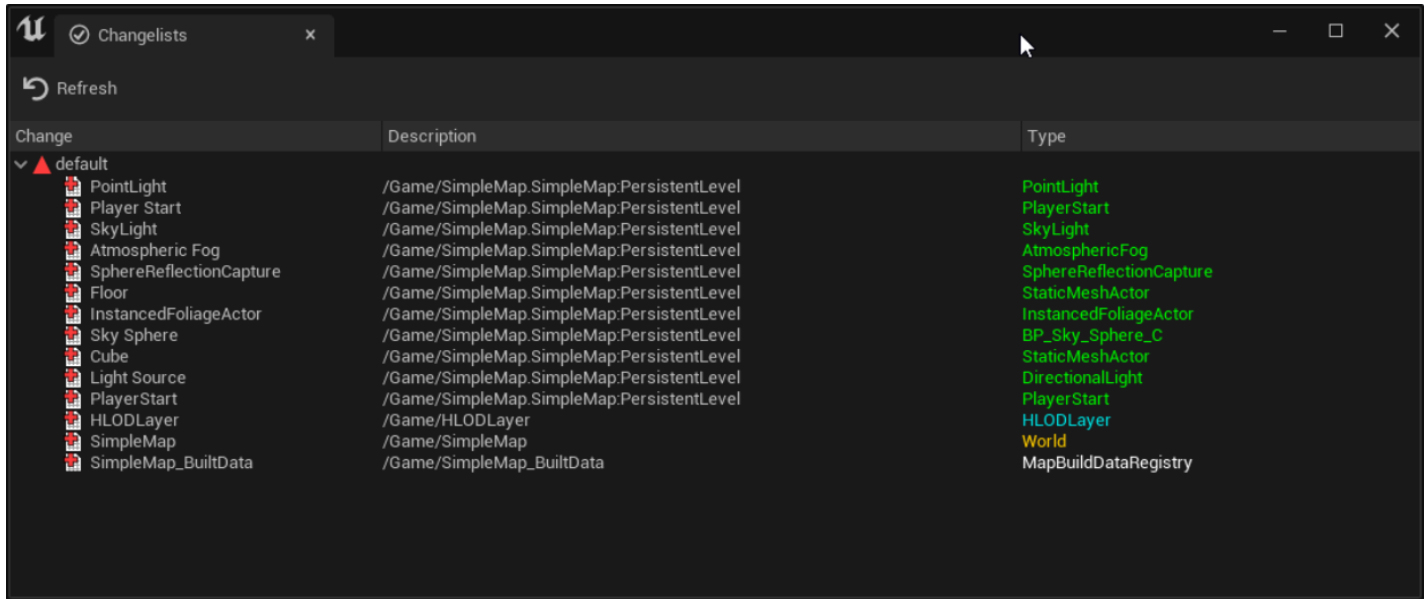 Changelists
Refresh
Change Description Type
default
PointLight /Game/SimpleMap.SimpleMap:PersistentLevel PointLight
Player Start /Game/SimpleMap.SimpleMap:PersistentLevel PlayerStart
SkyLight /Game/SimpleMap.SimpleMap:PersistentLevel SkyLight
Atmospheric Fog /Game/SimpleMap.SimpleMap:PersistentLevel AtmosphericFog
SphereReflectionCapture /Game/SimpleMap.SimpleMap:PersistentLevel SphereReflectionCapture
Floor /Game/SimpleMap.SimpleMap:PersistentLevel StaticMeshActor
InstancedFoliageActor /Game/SimpleMap.SimpleMap:PersistentLevel InstancedFoliageActor
Sky Sphere /Game/SimpleMap.SimpleMap:PersistentLevel BP_Sky_Sphere_C
Cube /Game/SimpleMap.SimpleMap:PersistentLevel StaticMeshActor
Light Source /Game/SimpleMap.SimpleMap:PersistentLevel DirectionalLight
PlayerStart /Game/SimpleMap.SimpleMap:PersistentLevel PlayerStart
HLODLayer /Game/HLODLayer HLODLayer
SimpleMap /Game/SimpleMap World
SimpleMap_BuiltData /Game/SimpleMap_BuiltData MapBuildDataRegistry